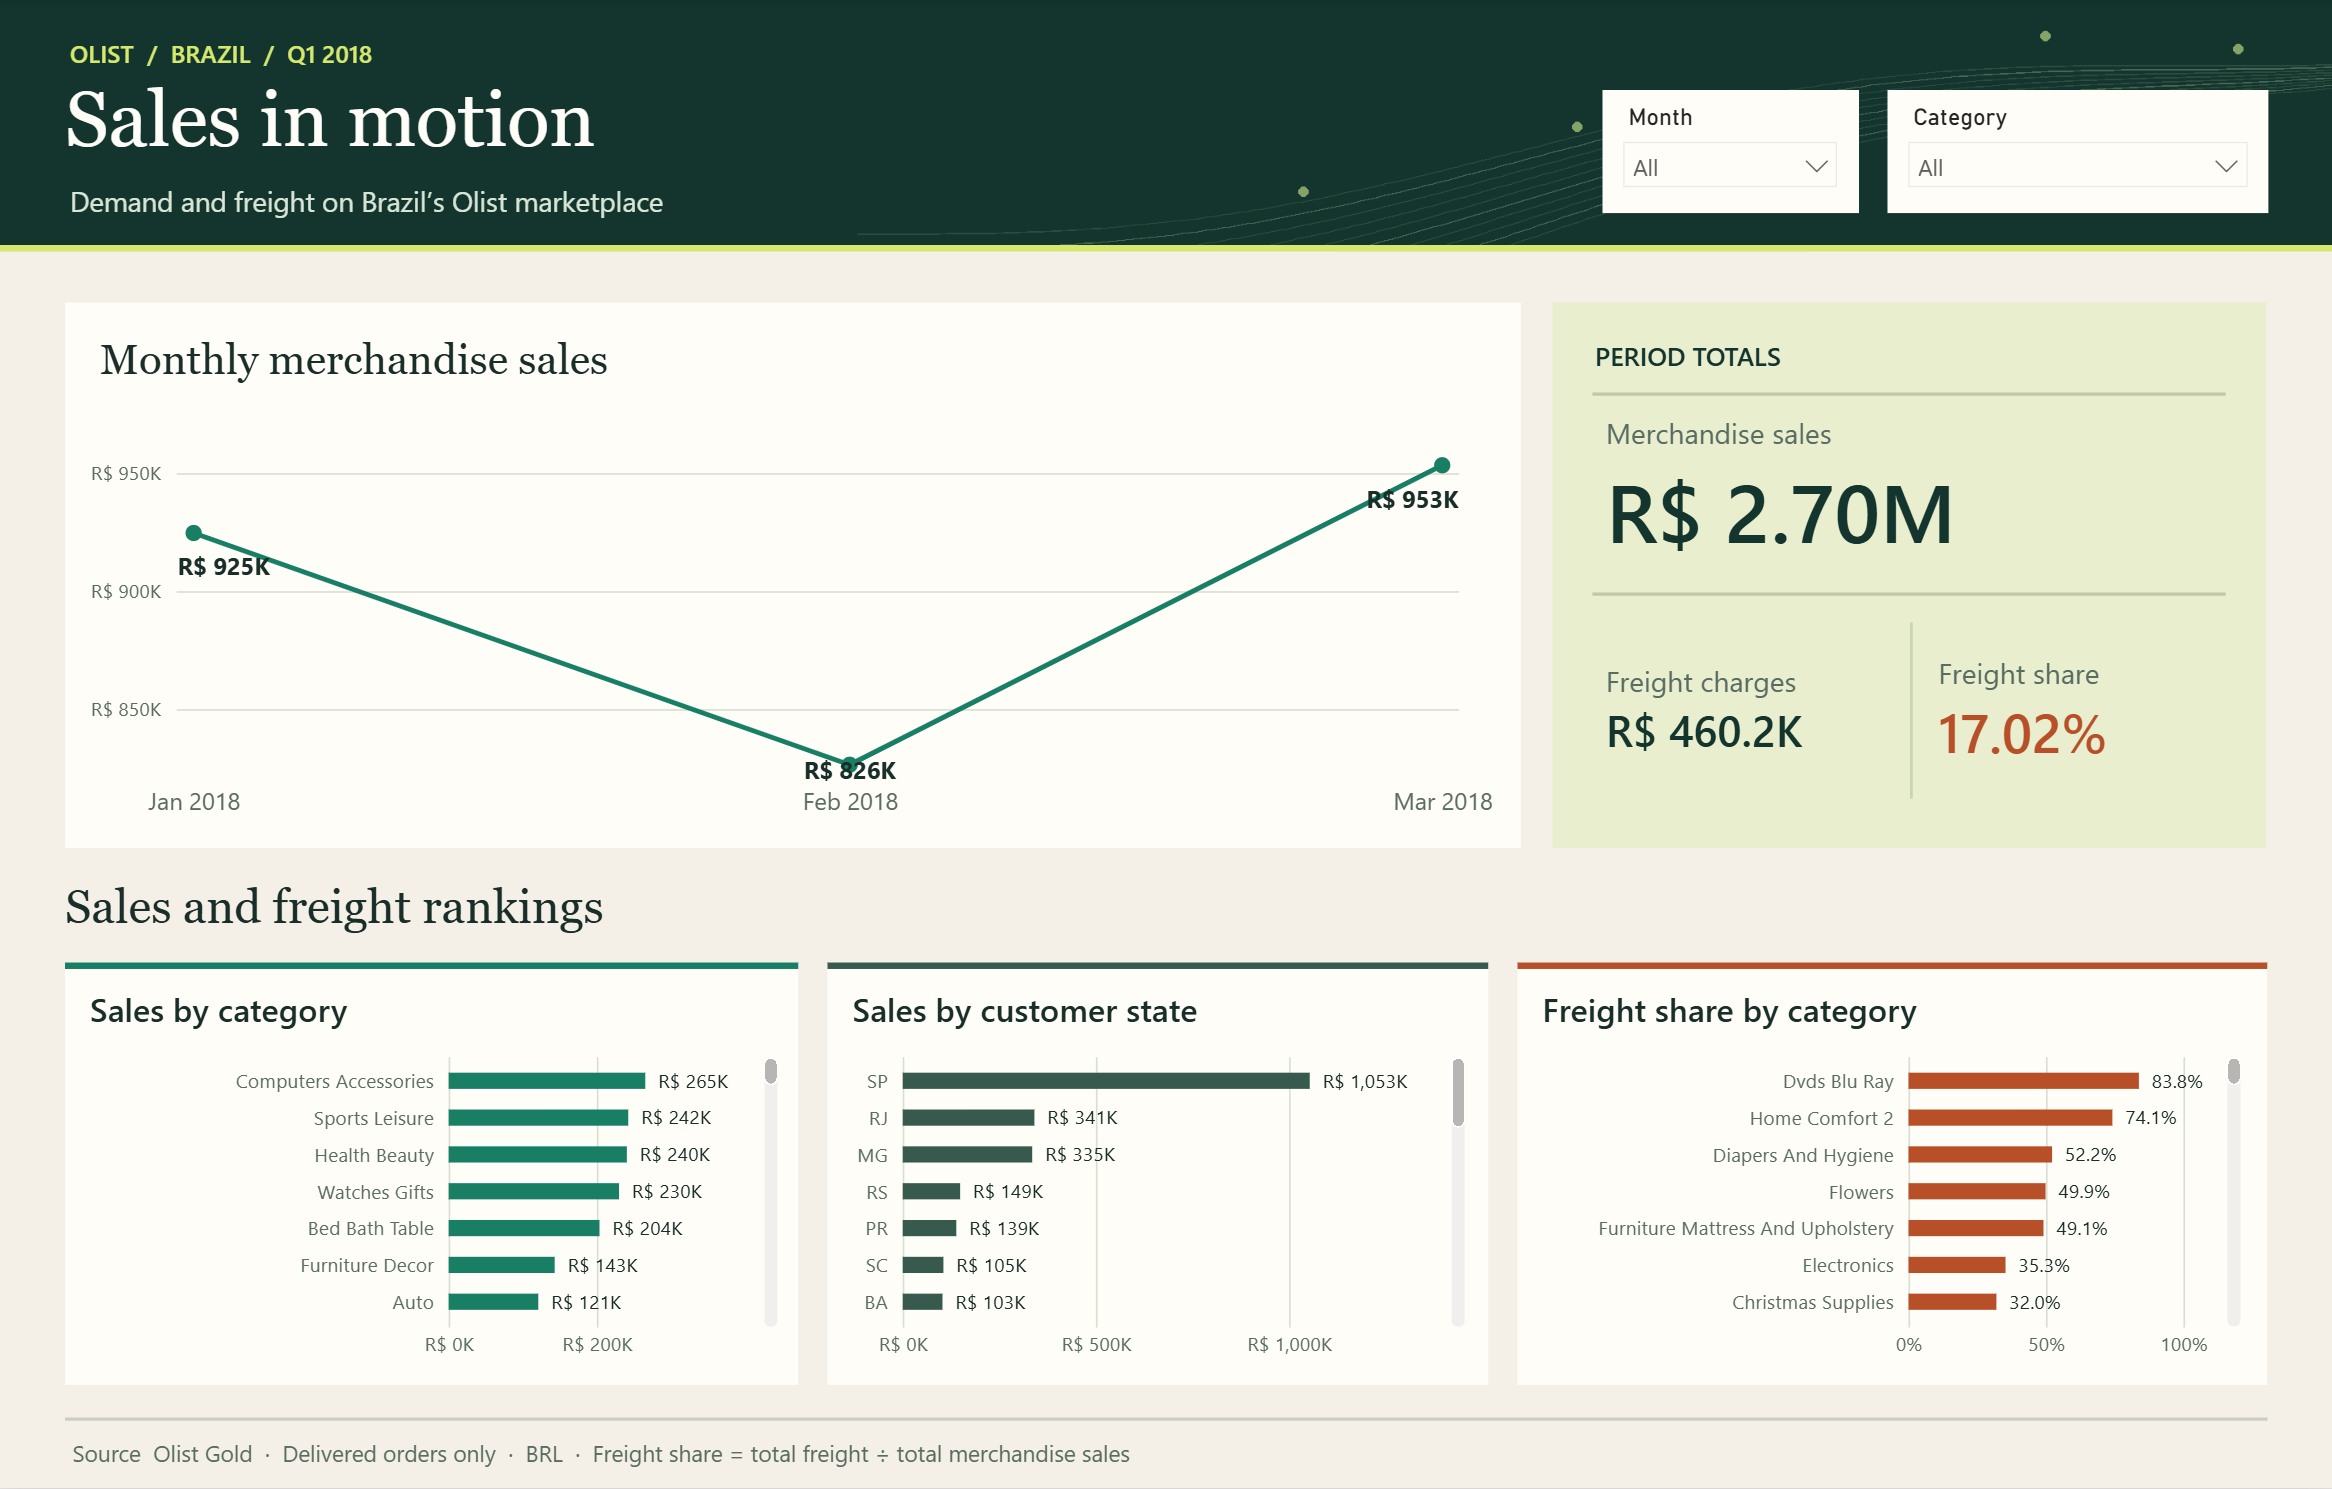 OLIST / BRAZIL / Q1 2018
Sales in motion
Demand and freight on Brazil’s Olist marketplace
Month
All
Category
All
Monthly merchandise sales
R$ 950K
R$ 900K
R$ 850K
R$ 925K
R$ 826K
R$ 953K
Jan 2018
Feb 2018
Mar 2018
PERIOD TOTALS
Merchandise sales
R$ 2.70M
Freight charges
R$ 460.2K
Freight share
17.02%
Sales and freight rankings
Sales by category
Computers Accessories R$ 265K
Sports Leisure R$ 242K
Health Beauty R$ 240K
Watches Gifts R$ 230K
Bed Bath Table R$ 204K
Furniture Decor R$ 143K
Auto R$ 121K
R$ 0K R$ 200K
Sales by customer state
SP R$ 1,053K
RJ R$ 341K
MG R$ 335K
RS R$ 149K
PR R$ 139K
SC R$ 105K
BA R$ 103K
R$ 0K R$ 500K R$ 1,000K
Freight share by category
Dvds Blu Ray 83.8%
Home Comfort 2 74.1%
Diapers And Hygiene 52.2%
Flowers 49.9%
Furniture Mattress And Upholstery 49.1%
Electronics 35.3%
Christmas Supplies 32.0%
0% 50% 100%
Source Olist Gold · Delivered orders only · BRL · Freight share = total freight ÷ total merchandise sales